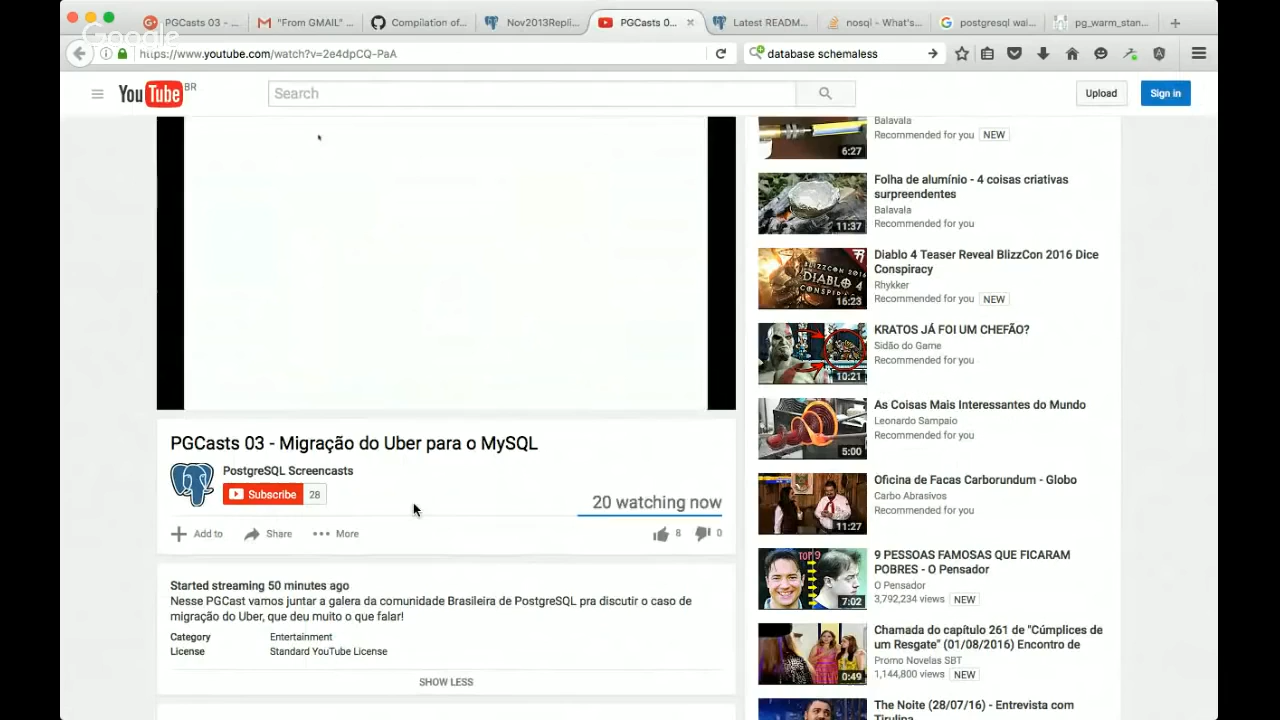 PGCasts 03 - ...
"From GMAIL" ...
Compilation of...
Nov2013Repli...
PGCasts 0...
Latest READM...
nosql - What's...
postgresql wal...
pg_warm_stan...
Google
https://www.youtube.com/watch?v=2e4dpCQ-PaA
database schemaless
YouTube BR
Search
Upload
Sign in
Balavala
Recommended for you NEW
6:27
Folha de alumínio - 4 coisas criativas
surpreendentes
Balavala
Recommended for you
11:37
Diablo 4 Teaser Reveal BlizzCon 2016 Dice
Conspiracy
Rhykker
Recommended for you NEW
BLIZZCON 2016
DIABLO 4
CONSPIRACY
16:23
KRATOS JÁ FOI UM CHEFÃO?
Sidão do Game
Recommended for you
10:21
As Coisas Mais Interessantes do Mundo
Leonardo Sampaio
Recommended for you
5:00
Oficina de Facas Carborundum - Globo
Carbo Abrasivos
Recommended for you
11:27
9 PESSOAS FAMOSAS QUE FICARAM
POBRES - O Pensador
O Pensador
3,792,234 views NEW
TOP 9
7:02
Chamada do capítulo 261 de "Cúmplices de
um Resgate" (01/08/2016) Encontro de
Promo Novelas SBT
1,144,800 views NEW
0:49
The Noite (28/07/16) - Entrevista com
Tirulipa
PGCasts 03 - Migração do Uber para o MySQL
PostgreSQL Screencasts
Subscribe 28
20 watching now
Add to
Share
More
8
0
Started streaming 50 minutes ago
Nesse PGCast vamos juntar a galera da comunidade Brasileira de PostgreSQL pra discutir o caso de
migração do Uber, que deu muito o que falar!
Category Entertainment
License Standard YouTube License
SHOW LESS